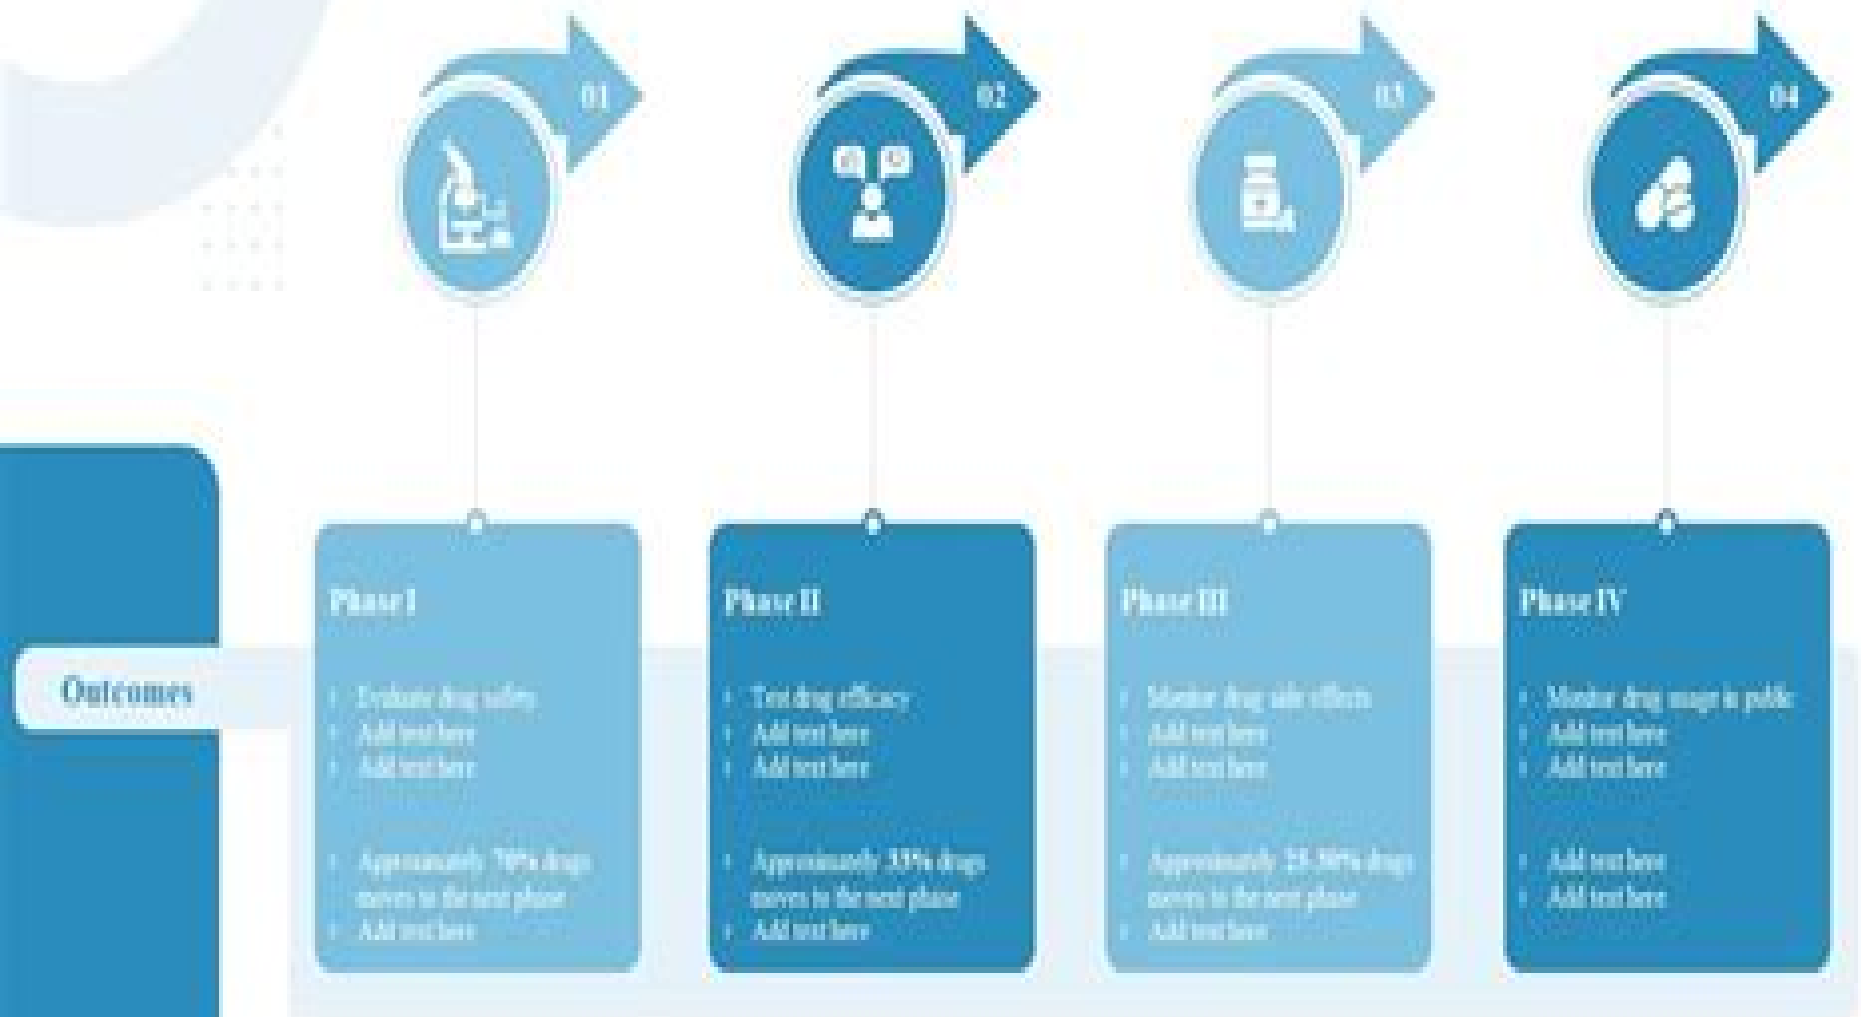 01
02
03
04
Outcomes
Phase I
Evaluate drug safety
Add text here
Add text here
Approximately 70% drugs
moves to the next phase
Add text here
Phase II
Test drug efficacy
Add text here
Add text here
Approximately 33% drugs
moves to the next phase
Add text here
Phase III
Monitor drug side effects
Add text here
Add text here
Approximately 25-30% drugs
moves to the next phase
Add text here
Phase IV
Monitor drug usage in public
Add text here
Add text here
Add text here
Add text here